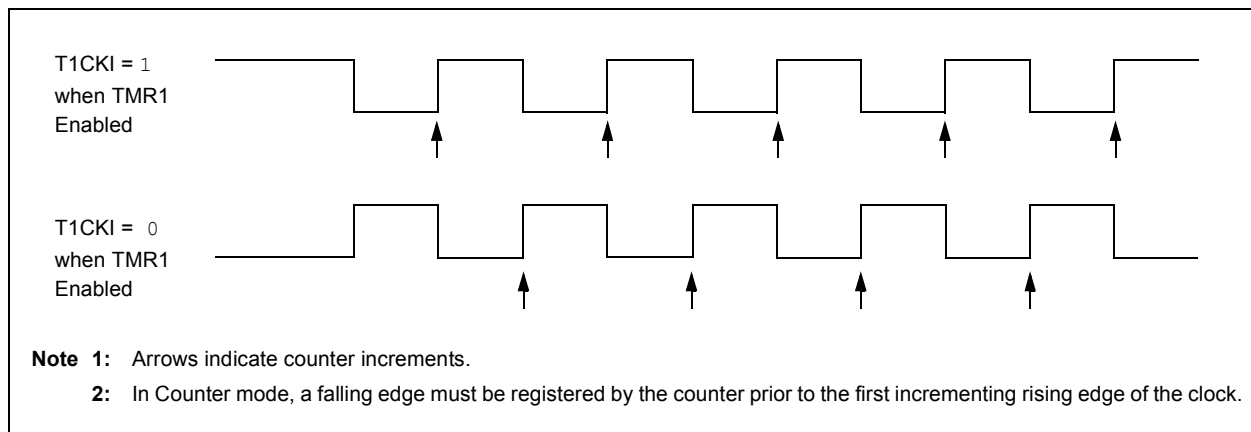 T1CKI = 1
when TMR1
Enabled
T1CKI = 0
when TMR1
Enabled
Note 1: Arrows indicate counter increments.
2: In Counter mode, a falling edge must be registered by the counter prior to the first incrementing rising edge of the clock.